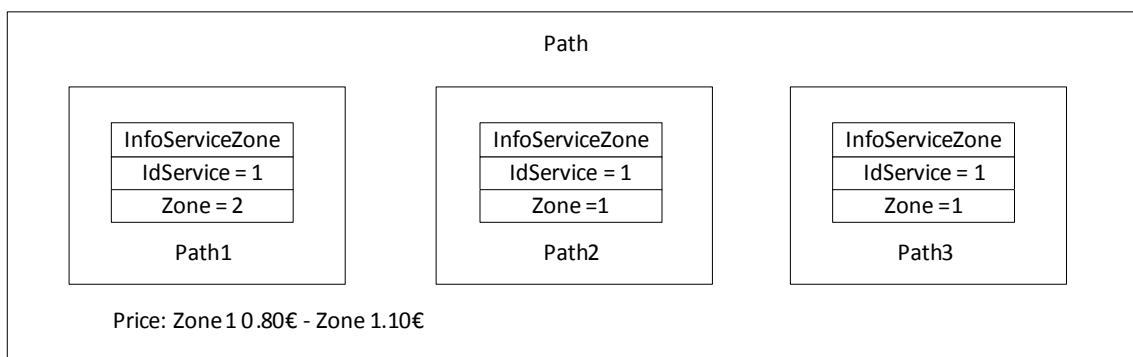 Path
InfoServiceZone InfoServiceZone InfoServiceZone
IdService = 1 IdService = 1 IdService = 1
Zone = 2 Zone =1 Zone =1
Path1 Path2 Path3
Price: Zone 1 0.80€ - Zone 1.10€